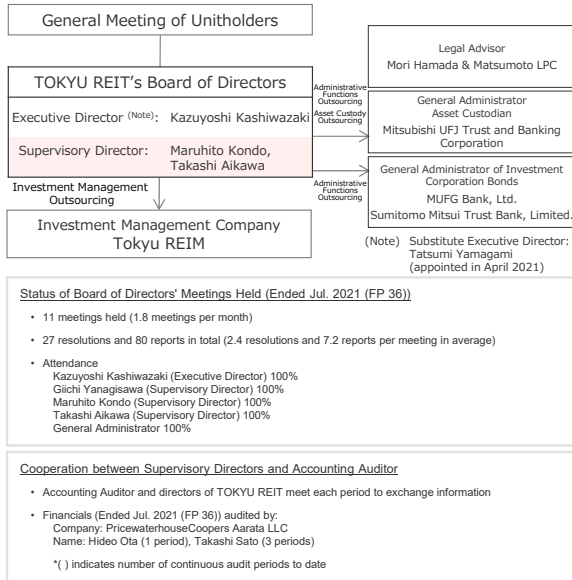 General Meeting of Unitholders
TOKYU REIT's Board of Directors
Executive Director (Note): Kazuyoshi Kashiwazaki
Supervisory Director: Maruhito Kondo,
Takashi Aikawa
Investment Management
Outsourcing
Investment Management Company
Tokyu REIM
Administrative
Functions
Outsourcing
Asset Custody
Outsourcing
Administrative
Functions
Outsourcing
Legal Advisor
Mori Hamada & Matsumoto LPC
General Administrator
Asset Custodian
Mitsubishi UFJ Trust and Banking
Corporation
General Administrator of Investment
Corporation Bonds
MUFG Bank, Ltd.
Sumitomo Mitsui Trust Bank, Limited.
(Note) Substitute Executive Director:
Tatsumi Yamagami
(appointed in April 2021)
Status of Board of Directors' Meetings Held (Ended Jul. 2021 (FP 36))
• 11 meetings held (1.8 meetings per month)
• 27 resolutions and 80 reports in total (2.4 resolutions and 7.2 reports per meeting in average)
• Attendance
Kazuyoshi Kashiwazaki (Executive Director) 100%
Giichi Yanagisawa (Supervisory Director) 100%
Maruhito Kondo (Supervisory Director) 100%
Takashi Aikawa (Supervisory Director) 100%
General Administrator 100%
Cooperation between Supervisory Directors and Accounting Auditor
• Accounting Auditor and directors of TOKYU REIT meet each period to exchange information
• Financials (Ended Jul. 2021 (FP 36)) audited by:
Company: PricewaterhouseCoopers Aarata LLC
Name: Hideo Ota (1 period), Takashi Sato (3 periods)
*( ) indicates number of continuous audit periods to date